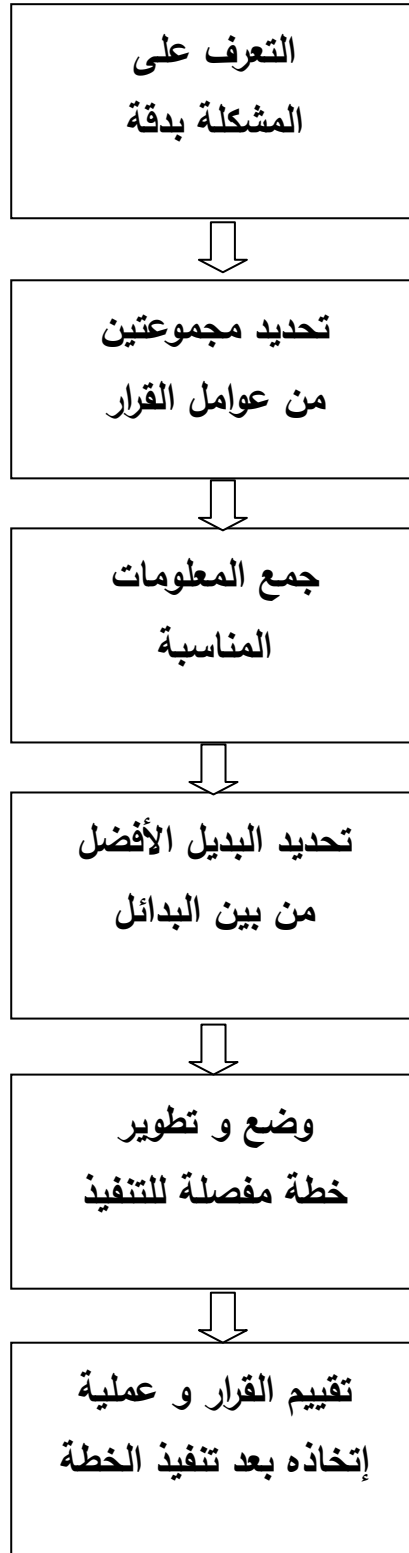 التعرف على
المشكلة بدقة
تحديد مجموعتين
من عوامل القرار
جمع المعلومات
المناسبة
تحديد البديل الأفضل
من بين البدائل
وضع و تطوير
خطة مفصلة للتنفيذ
تقييم القرار و عملية
إتخاذه بعد تنفيذ الخطة